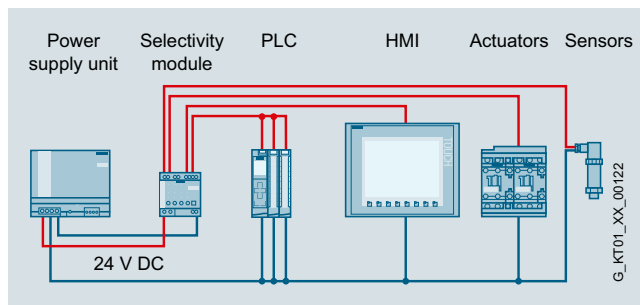 Power
supply unit
Selectivity
module
PLC
HMI
Actuators
Sensors
24 V DC
G_KT01_XX_00122